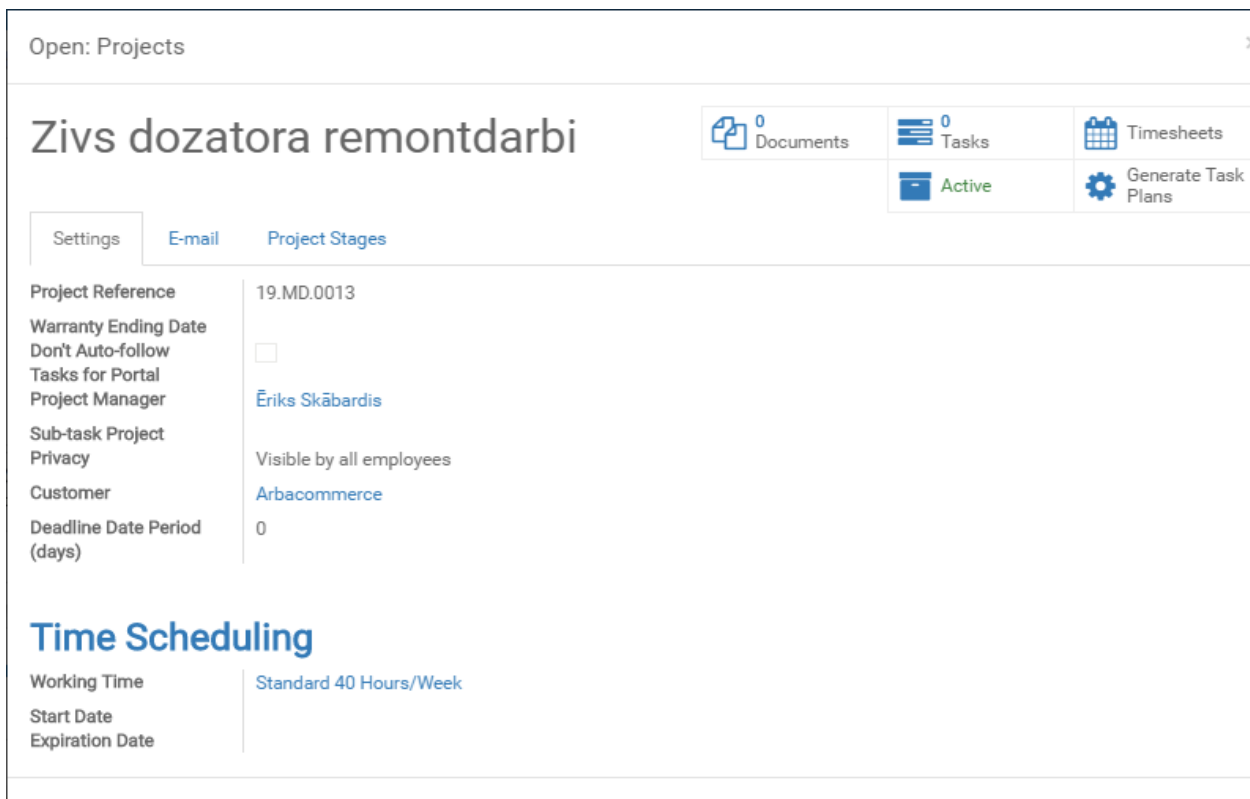 Open: Projects
Zivs dozatora remontdarbi
0 Documents
0 Tasks
Timesheets
Active
Generate Task
Plans
Settings E-mail Project Stages
Project Reference 19.MD.0013
Warranty Ending Date
Don't Auto-follow
Tasks for Portal
Project Manager Ēriks Skābardis
Sub-task Project
Privacy Visible by all employees
Customer Arbacommerce
Deadline Date Period 0
(days)
Time Scheduling
Working Time Standard 40 Hours/Week
Start Date
Expiration Date